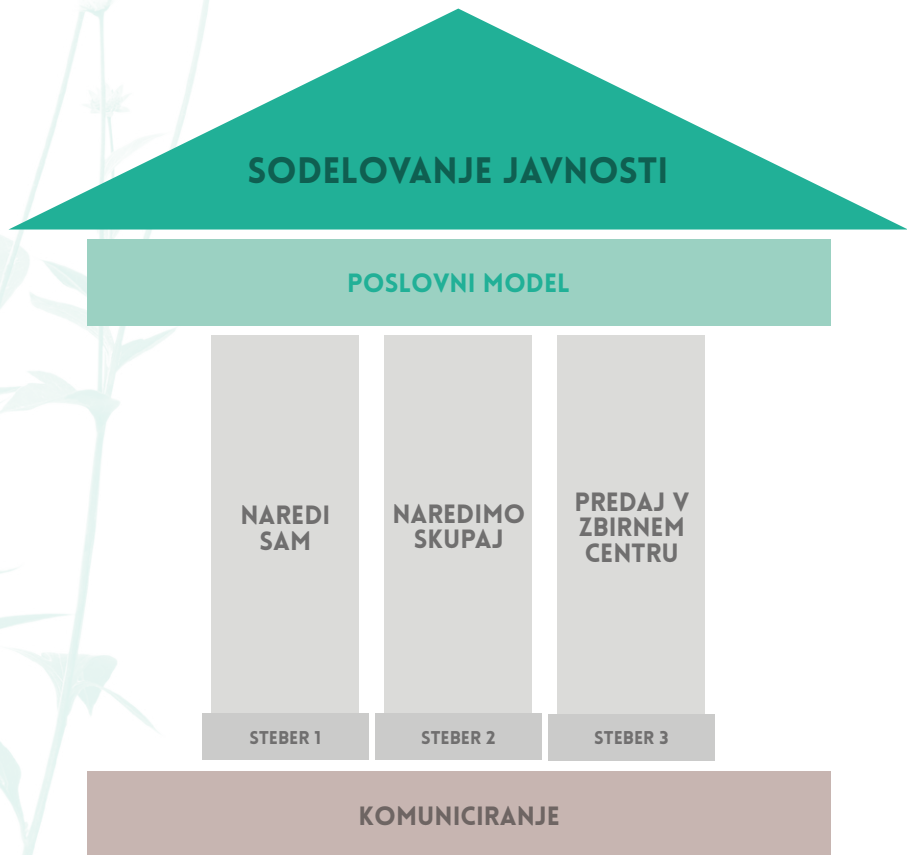 SODELOVANJE JAVNOSTI
POSLOVNI MODEL
NAREDI
SAM
NAREDIMO
SKUPAJ
PREDAJ V
ZBIRNEM
CENTRU
STEBER 1
STEBER 2
STEBER 3
KOMUNICIRANJE